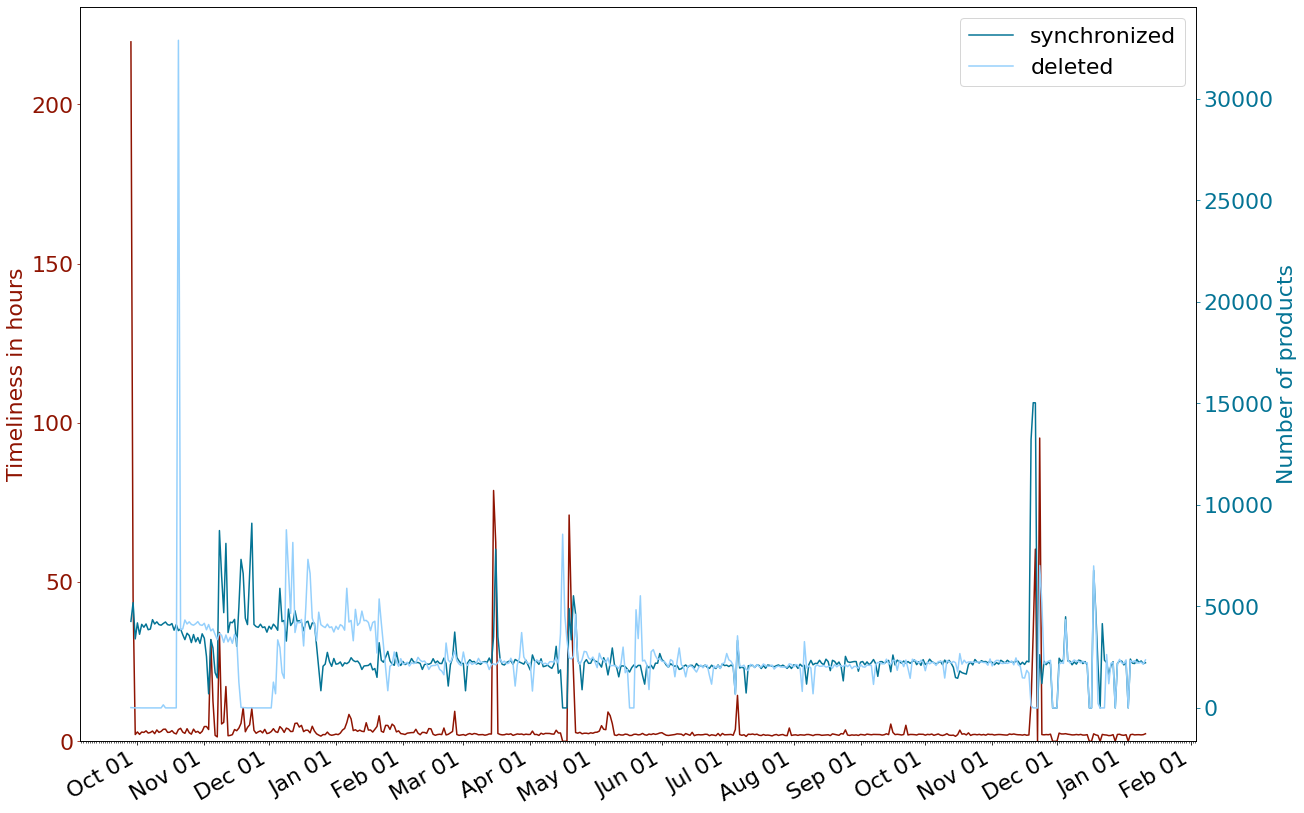 synchronized
deleted
Timeliness in hours
200
150
100
50
0
Number of products
30000
25000
20000
15000
10000
5000
0
Oct 01
Nov 01
Dec 01
Jan 01
Feb 01
Mar 01
Apr 01
May 01
Jun 01
Jul 01
Aug 01
Sep 01
Oct 01
Nov 01
Dec 01
Jan 01
Feb 01